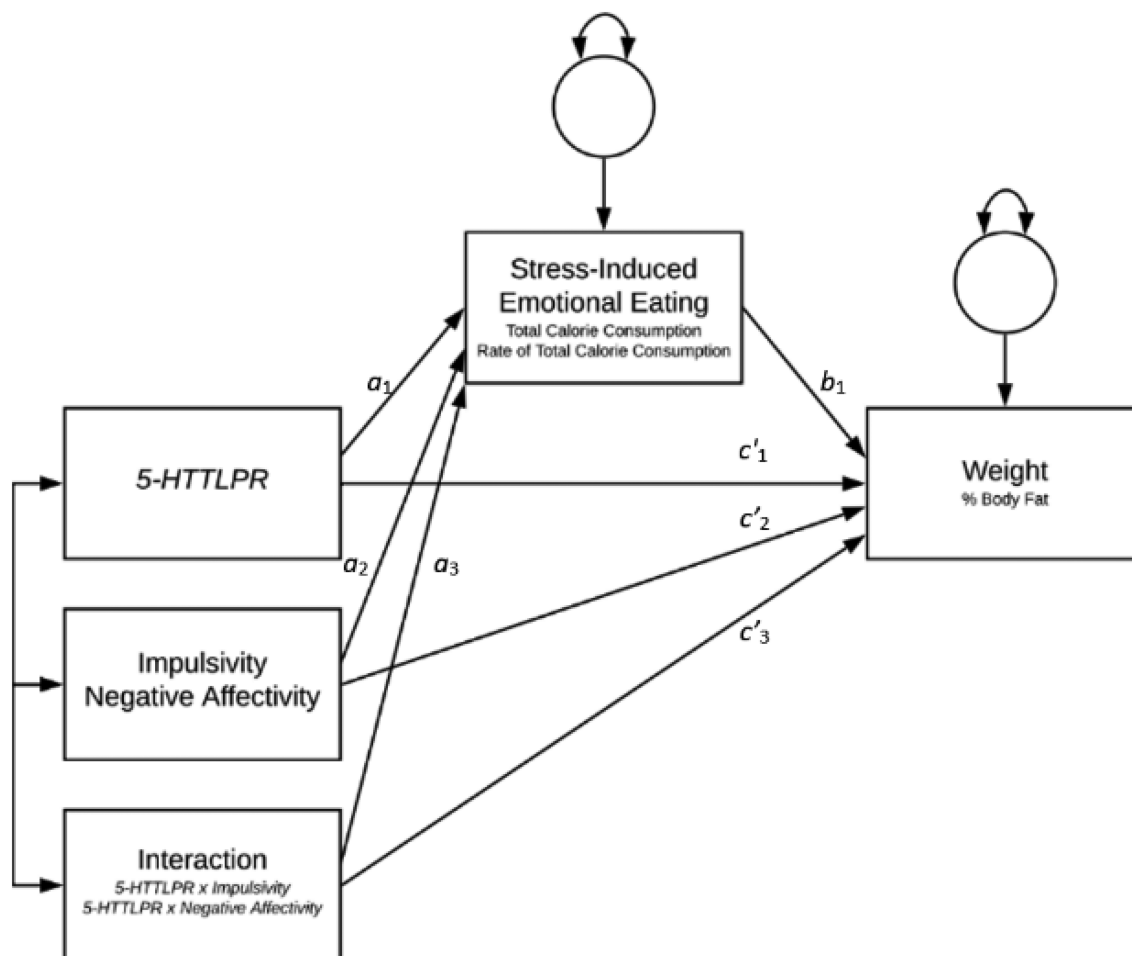 Stress-Induced
Emotional Eating
Total Calorie Consumption
Rate of Total Calorie Consumption
a1
b1
5-HTTLPR
c'1
Weight
% Body Fat
c'2
a2
a3
Impulsivity
Negative Affectivity
c'3
Interaction
5-HTTLPR x Impulsivity
5-HTTLPR x Negative Affectivity